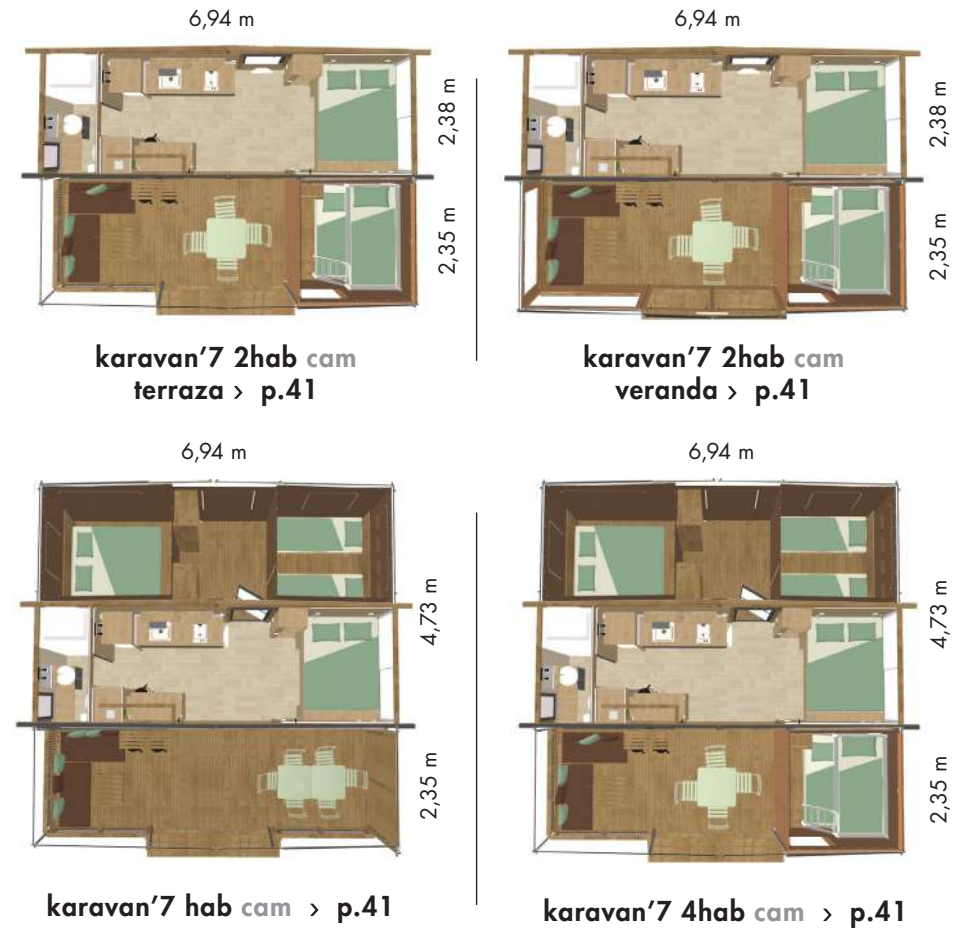 6,94 m
2,38 m
2,35 m
karavan’7 2hab cam
terraza › p.41
6,94 m
2,38 m
2,35 m
karavan’7 2hab cam
veranda › p.41
6,94 m
4,73 m
2,35 m
karavan’7 hab cam › p.41
6,94 m
4,73 m
2,35 m
karavan’7 4hab cam › p.41